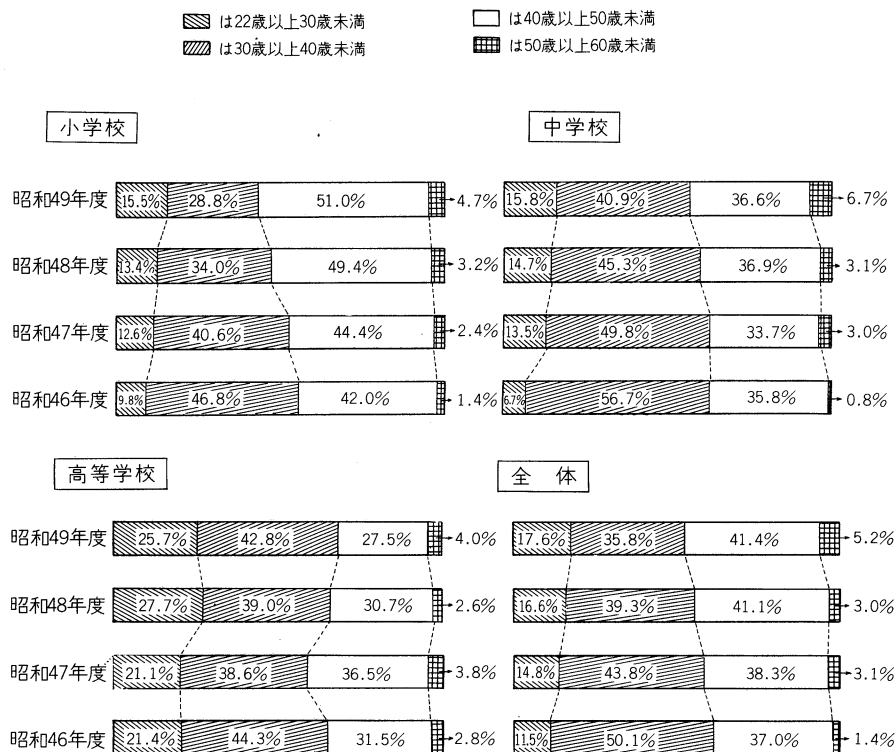 は22歳以上30歳未満
は30歳以上40歳未満
は40歳以上50歳未満
は50歳以上60歳未満
小学校
昭和49年度 15.5% 28.8% 51.0% 4.7%
昭和48年度 13.4% 34.0% 49.4% 3.2%
昭和47年度 12.6% 40.6% 44.4% 2.4%
昭和46年度 9.8% 46.8% 42.0% 1.4%
中学校
15.8% 40.9% 36.6% 6.7%
14.7% 45.3% 36.9% 3.1%
13.5% 49.8% 33.7% 3.0%
6.7% 56.7% 35.8% 0.8%
高等学校
昭和49年度 25.7% 42.8% 27.5% 4.0%
昭和48年度 27.7% 39.0% 30.7% 2.6%
昭和47年度 21.1% 38.6% 36.5% 3.8%
昭和46年度 21.4% 44.3% 31.5% 2.8%
全 体
17.6% 35.8% 41.4% 5.2%
16.6% 39.3% 41.1% 3.0%
14.8% 43.8% 38.3% 3.1%
11.5% 50.1% 37.0% 1.4%